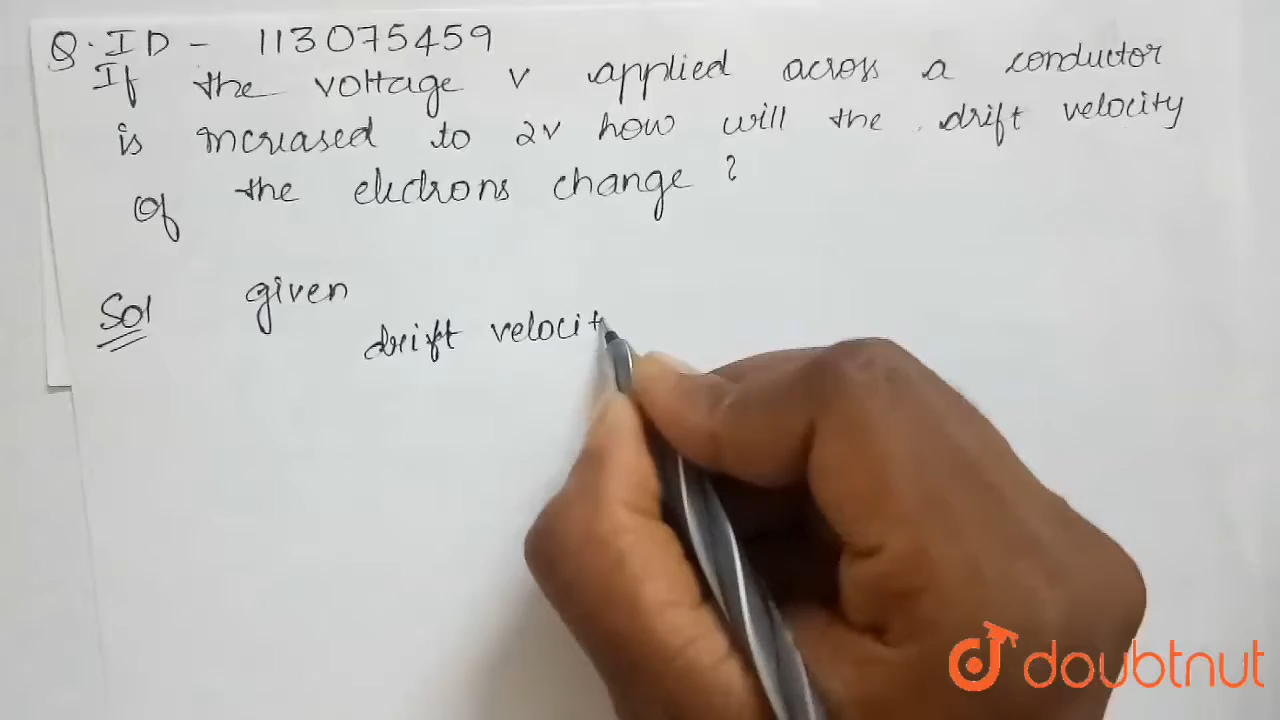 Q. ID - 113075459
If the voltage V applied across a conductor
is increased to 2V how will the drift velocity
of the electrons change ?
Sol given
drift velocit
doubtnut